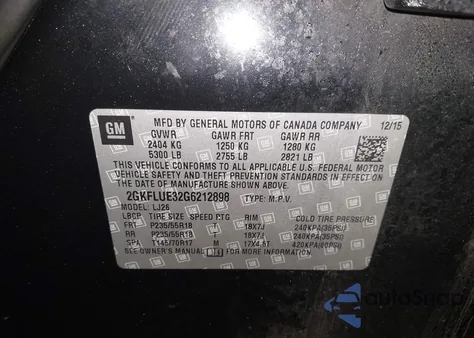 GM
MFD BY GENERAL MOTORS OF CANADA COMPANY 12/15
GVWR GAWR FRT GAWR RR
2404 KG 1250 KG 1280 KG
5300 LB 2755 LB 2821 LB
THIS VEHICLE CONFORMS TO ALL APPLICABLE U.S. FEDERAL MOTOR
VEHICLE SAFETY AND THEFT PREVENTION STANDARDS IN EFFECT ON
THE DATE OF MANUFACTURE SHOWN ABOVE.
2GKFLUE32G6212898 TYPE: M.P.V.
MODEL: LJ26
LBCP TIRE SIZE SPEED RTG RIM COLD TIRE PRESSURE
FRT P235/55R18 T 18X7J 240KPA(35PSI)
RR P235/55R18 T 18X7J 240KPA(35PSI)
SPA T145/70R17 M 17X4.5T 420KPA(60PSI)
SEE OWNER'S MANUAL FOR MORE INFORMATION.
autoSnap